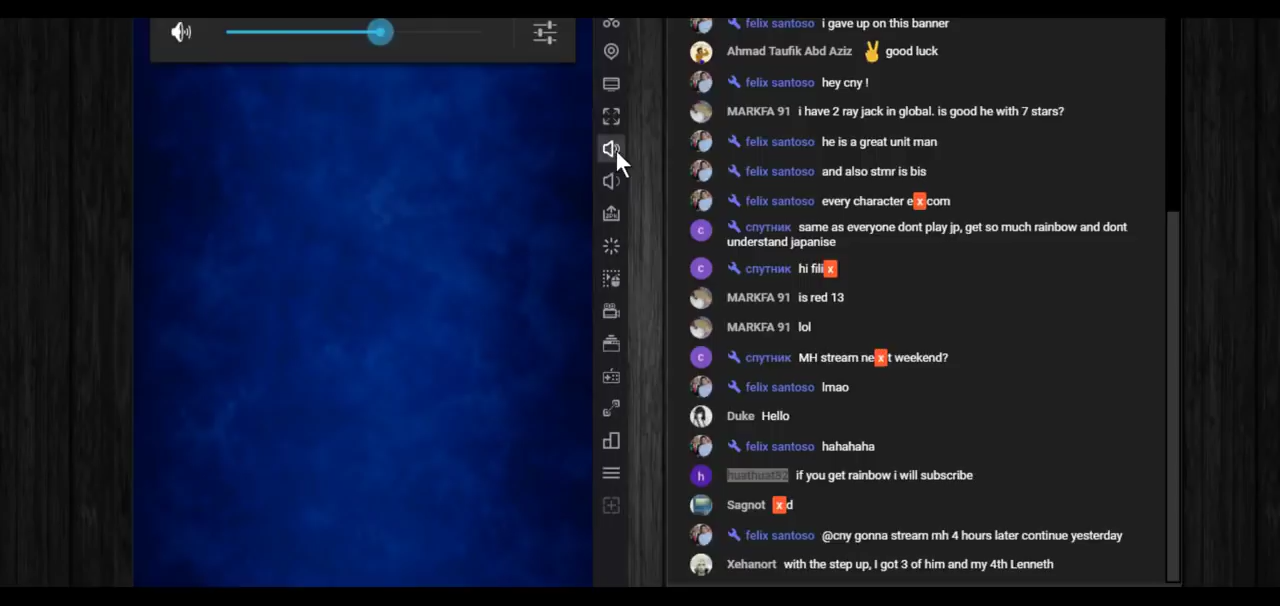 felix santoso i gave up on this banner
Ahmad Taufik Abd Aziz ✌ good luck
felix santoso hey cny !
MARKFA 91 i have 2 ray jack in global. is good he with 7 stars?
felix santoso he is a great unit man
felix santoso and also stmr is bis
felix santoso every character excom
C спутник same as everyone dont play jp, get so much rainbow and dont
understand japanise
C спутник hi filix
MARKFA 91 is red 13
MARKFA 91 lol
C спутник MH stream next weekend?
felix santoso lmao
Duke Hello
felix santoso hahahaha
h huathuat92 if you get rainbow i will subscribe
Sagnot xd
felix santoso @cny gonna stream mh 4 hours later continue yesterday
Xehanort with the step up, I got 3 of him and my 4th Lenneth